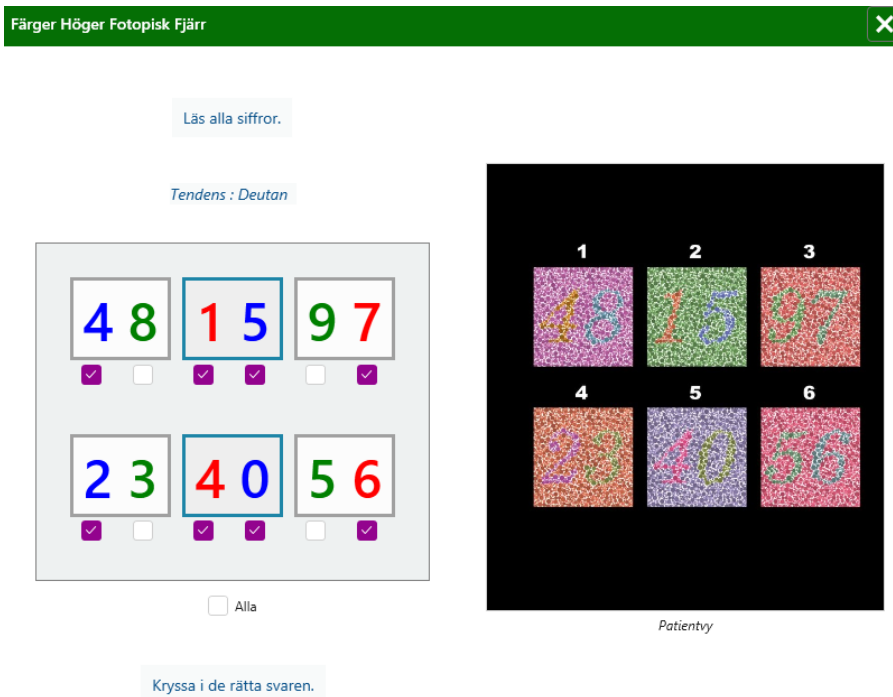 Färger Höger Fotopisk Fjärr
Läs alla siffror.
Tendens : Deutan
4 8 1 5 9 7
2 3 4 0 5 6
Alla
1 2 3
48 15 97
4 5 6
23 40 56
Patientvy
Kryssa i de rätta svaren.